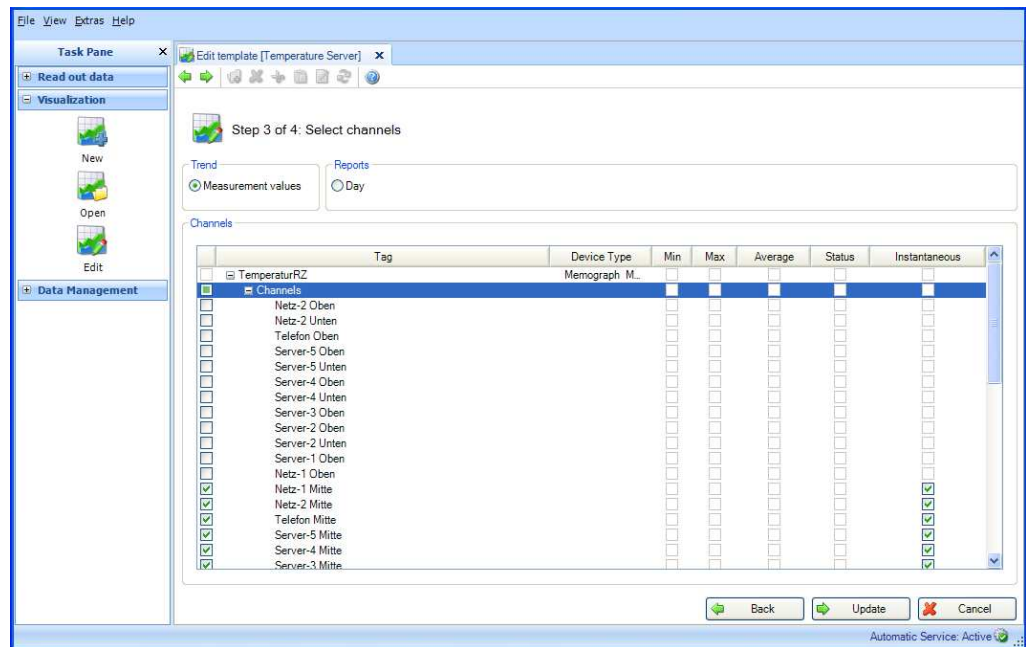 File View Extras Help
Task Pane x
Edit template [Temperature Server] x
Read out data
Visualization
New
Open
Edit
Data Management
Step 3 of 4: Select channels
Trend
Measurement values
Reports
Day
Channels
Tag Device Type Min Max Average Status Instantaneous
TemperaturRZ Memograph M...
Channels
Netz-2 Oben
Netz-2 Unten
Telefon Oben
Server-5 Oben
Server-5 Unten
Server-4 Oben
Server-4 Unten
Server-3 Oben
Server-2 Oben
Server-2 Unten
Server-1 Oben
Netz-1 Oben
Netz-1 Mitte
Netz-2 Mitte
Telefon Mitte
Server-5 Mitte
Server-4 Mitte
Server-3 Mitte
Back Update Cancel
Automatic Service: Active